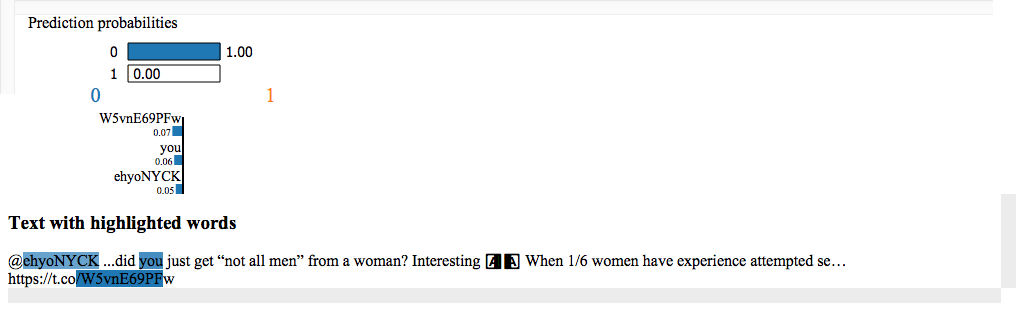 Prediction probabilities
0 1.00
1 0.00
0 1
W5vnE69PFw
0.07
you
0.06
ehyoNYCK
0.05
Text with highlighted words
@ehyoNYCK ...did you just get “not all men” from a woman? Interesting When 1/6 women have experience attempted se…
https://t.co/W5vnE69PFw